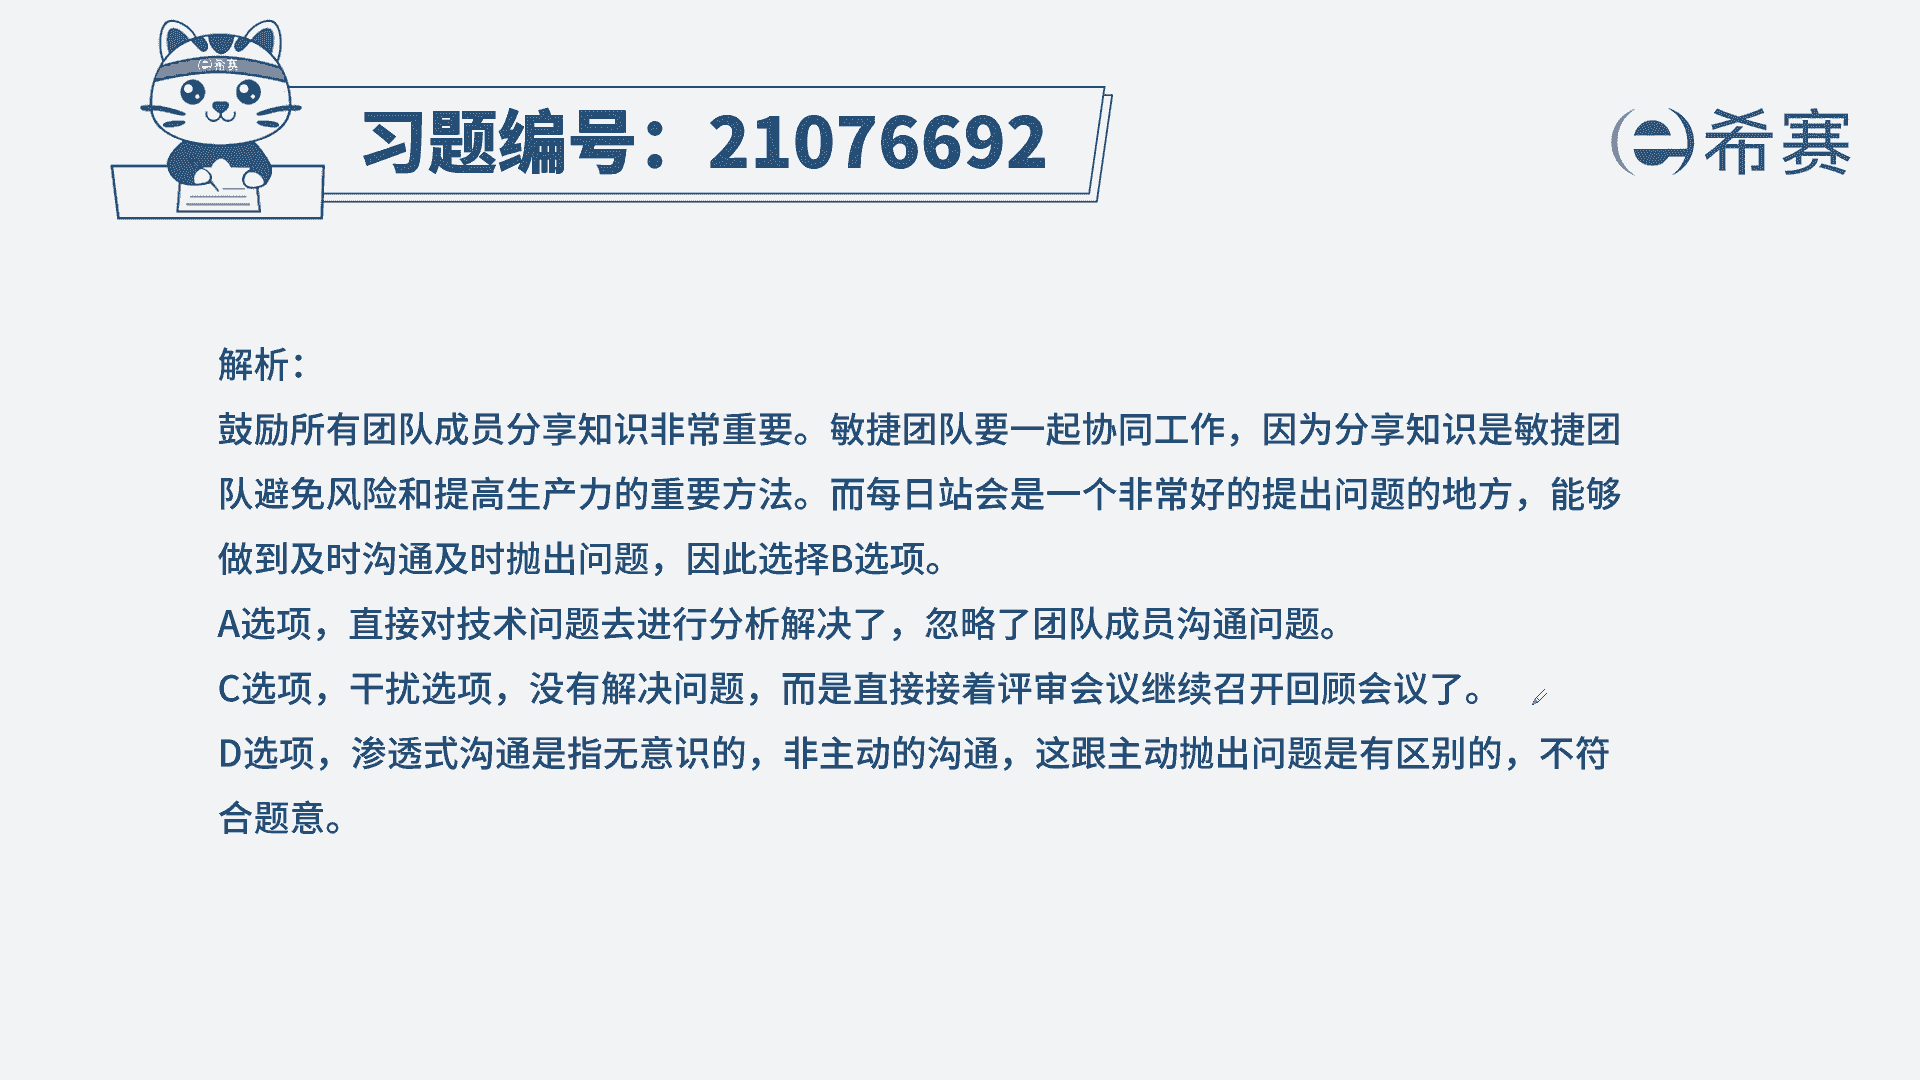 希赛
习题编号：21076692
希赛
解析：
鼓励所有团队成员分享知识非常重要。敏捷团队要一起协同工作，因为分享知识是敏捷团
队避免风险和提高生产力的重要方法。而每日站会是一个非常好的提出问题的地方，能够
做到及时沟通及时抛出问题，因此选择B选项。
A选项，直接对技术问题去进行分析解决了，忽略了团队成员沟通问题。
C选项，干扰选项，没有解决问题，而是直接接着评审会议继续召开回顾会议了。
D选项，渗透式沟通是指无意识的，非主动的沟通，这跟主动抛出问题是有区别的，不符
合题意。